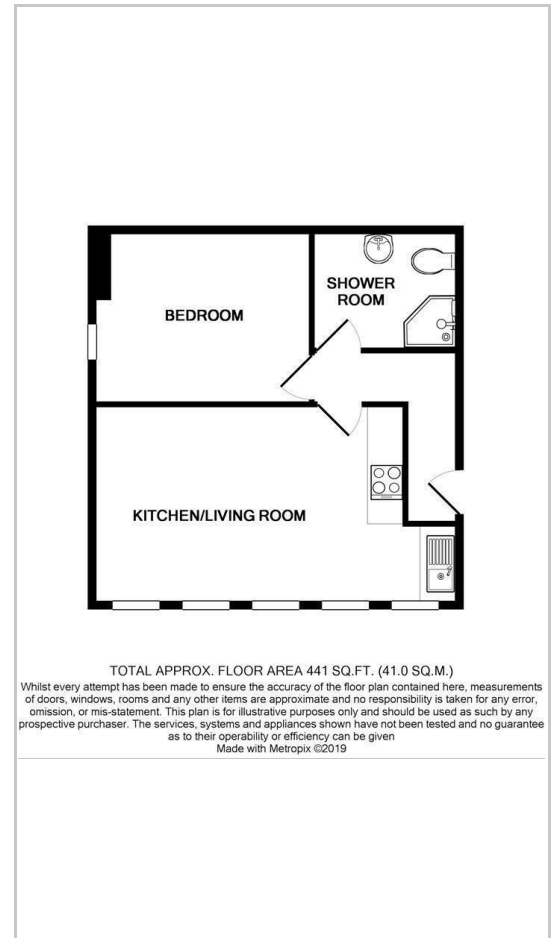 BEDROOM
SHOWER
ROOM
KITCHEN/LIVING ROOM
TOTAL APPROX. FLOOR AREA 441 SQ.FT. (41.0 SQ.M.)
Whilst every attempt has been made to ensure the accuracy of the floor plan contained here, measurements
of doors, windows, rooms and any other items are approximate and no responsibility is taken for any error,
omission, or mis-statement. This plan is for illustrative purposes only and should be used as such by any
prospective purchaser. The services, systems and appliances shown have not been tested and no guarantee
as to their operability or efficiency can be given
Made with Metropix ©2019